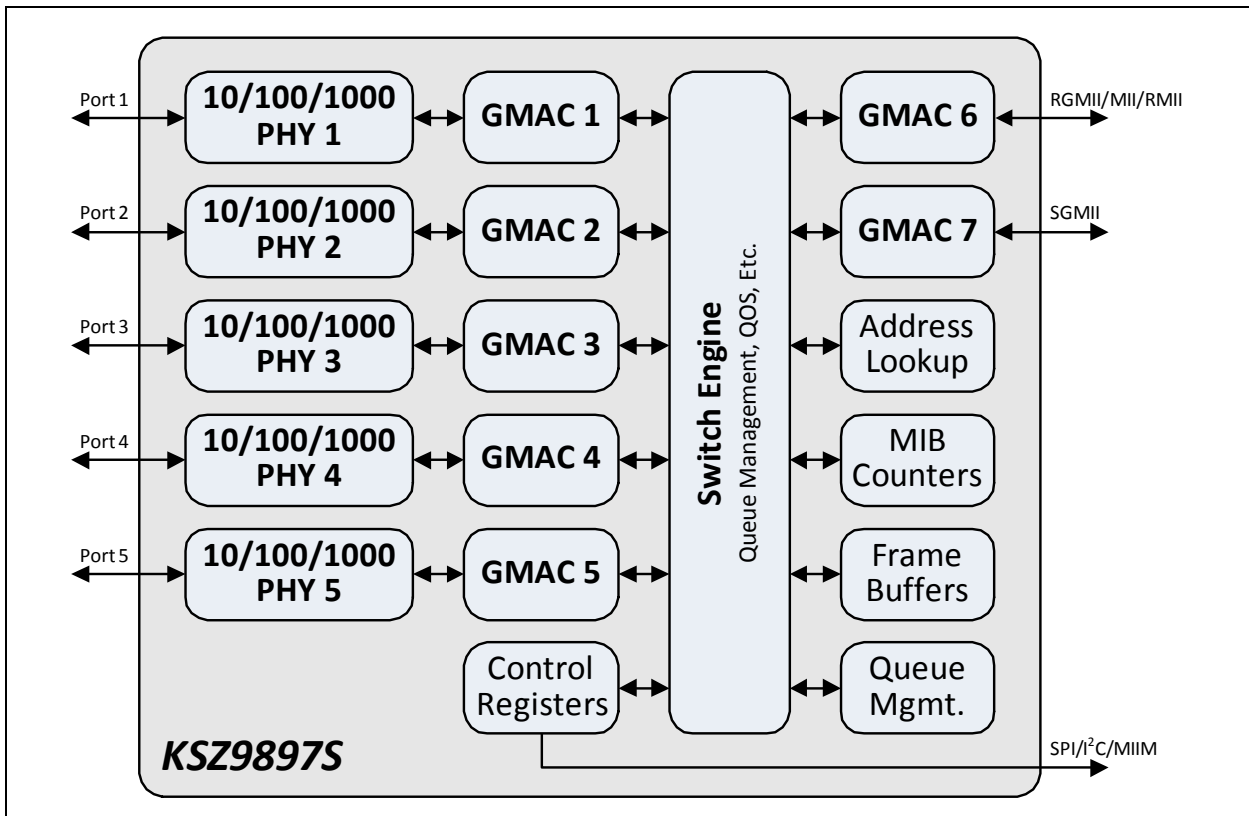 Port 1
10/100/1000
PHY 1
GMAC 1
GMAC 6
RGMII/MII/RMII
Port 2
10/100/1000
PHY 2
GMAC 2
GMAC 7
SGMII
Port 3
10/100/1000
PHY 3
GMAC 3
Switch Engine
Queue Management, QOS, Etc.
Address
Lookup
Port 4
10/100/1000
PHY 4
GMAC 4
MIB
Counters
Port 5
10/100/1000
PHY 5
GMAC 5
Frame
Buffers
Control
Registers
Queue
Mgmt.
KSZ9897S
SPI/I²C/MIIM